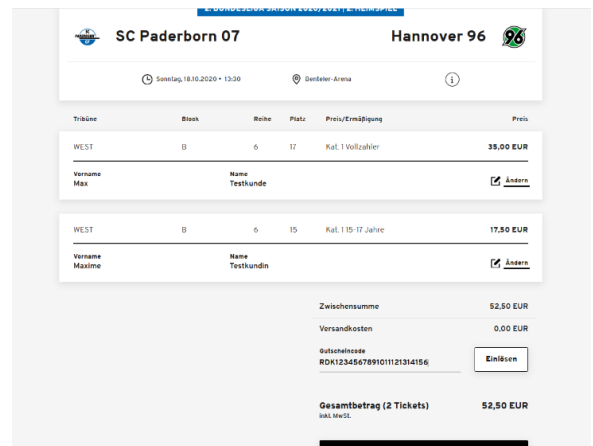 2. BUNDESLIGA SAISON 2020/2021 | 2. HEIMSPIEL
SC Paderborn 07 Hannover 96
Sonntag, 18.10.2020 • 13:30 Benteler-Arena
Tribüne Block Reihe Platz Preis/Ermäßigung Preis
WEST B 6 17 Kat. 1 Vollzahler 35,00 EUR
Vorname Name
Max Testkunde Ändern
WEST B 6 15 Kat. 1 15-17 Jahre 17,50 EUR
Vorname Name
Maxime Testkundin Ändern
Zwischensumme 52,50 EUR
Versandkosten 0,00 EUR
Gutscheincode
RDK1234567891011121314156 Einlösen
Gesamtbetrag (2 Tickets) 52,50 EUR
inkl. MwSt.